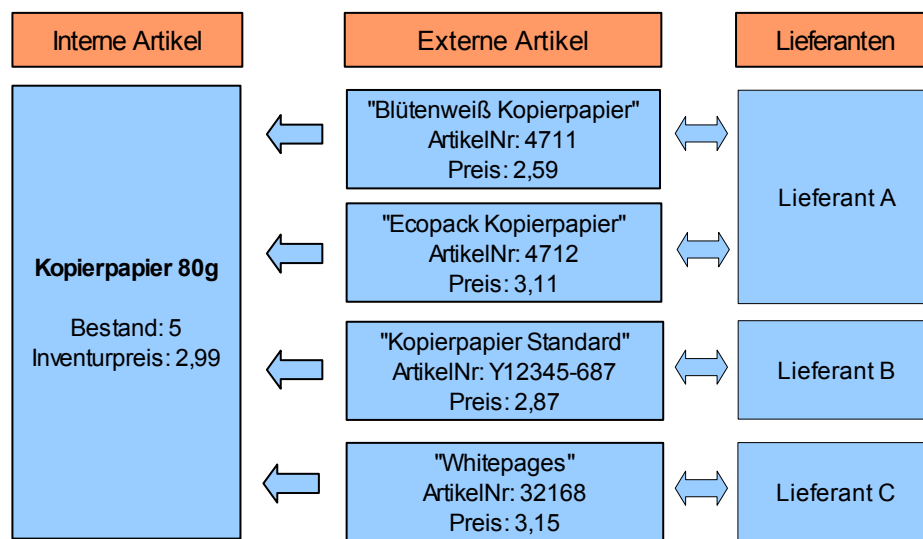 Interne Artikel
Externe Artikel
Lieferanten
Kopierpapier 80g
Bestand: 5
Inventurpreis: 2,99
"Blütenweiß Kopierpapier"
ArtikelNr: 4711
Preis: 2,59
"Ecopack Kopierpapier"
ArtikelNr: 4712
Preis: 3,11
"Kopierpapier Standard"
ArtikelNr: Y12345-687
Preis: 2,87
"Whitepages"
ArtikelNr: 32168
Preis: 3,15
Lieferant A
Lieferant B
Lieferant C